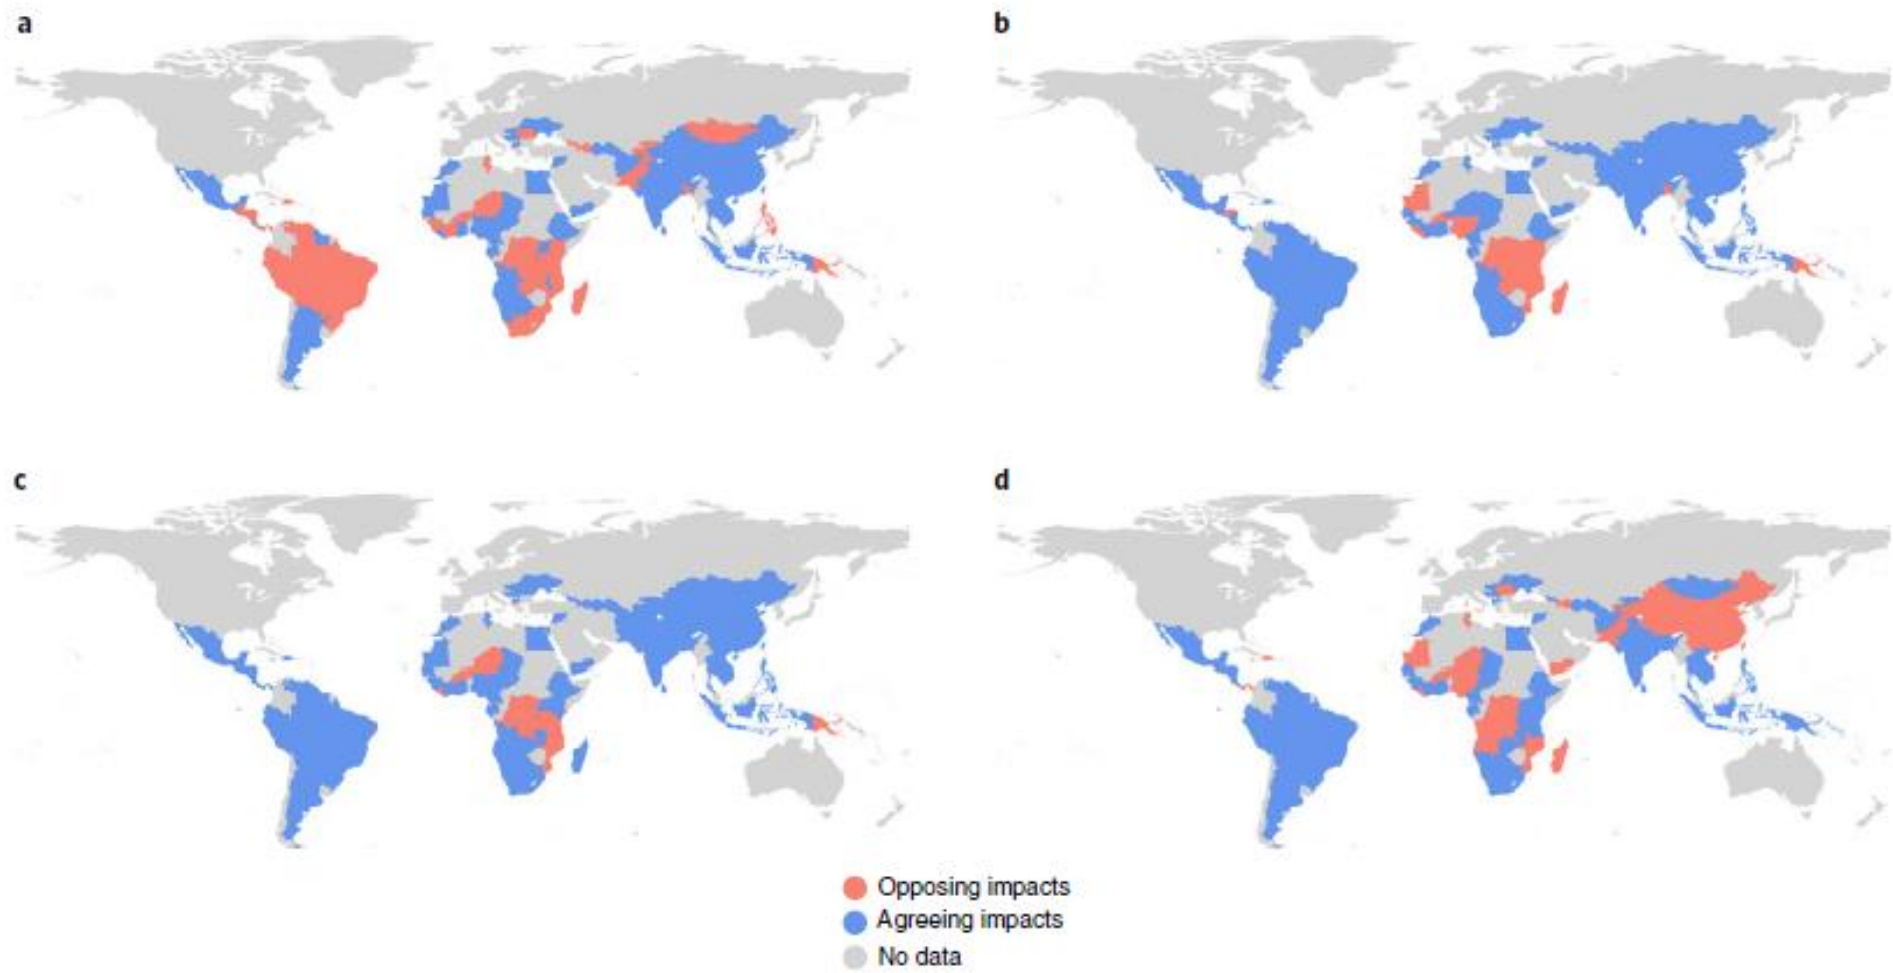 a
b
c
d
Opposing impacts
Agreeing impacts
No data